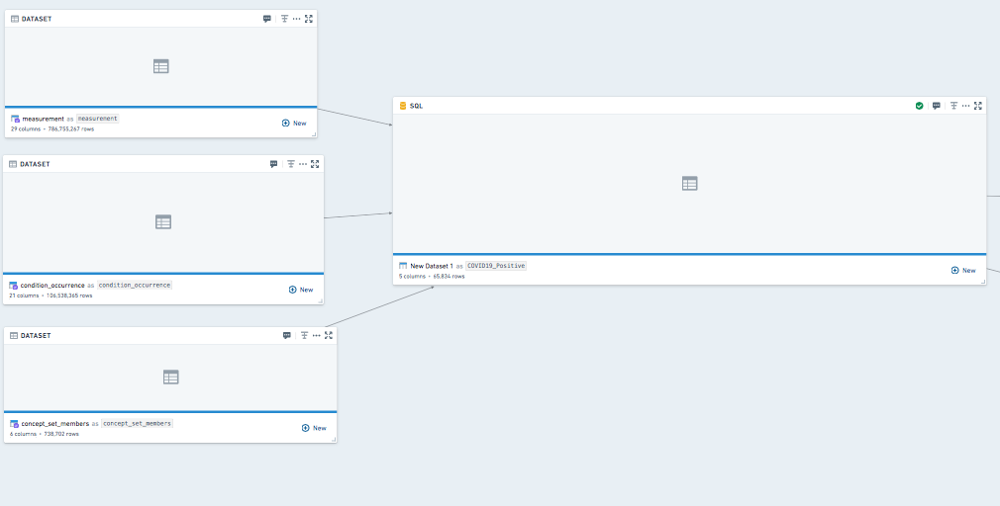 DATASET
measurement as measurement
29 columns • 786,755,267 rows
New
DATASET
condition_occurrence as condition_occurrence
21 columns • 106,538,365 rows
New
DATASET
concept_set_members as concept_set_members
6 columns • 738,702 rows
New
SQL
New Dataset 1 as COVID19_Positive
5 columns • 65,834 rows
New